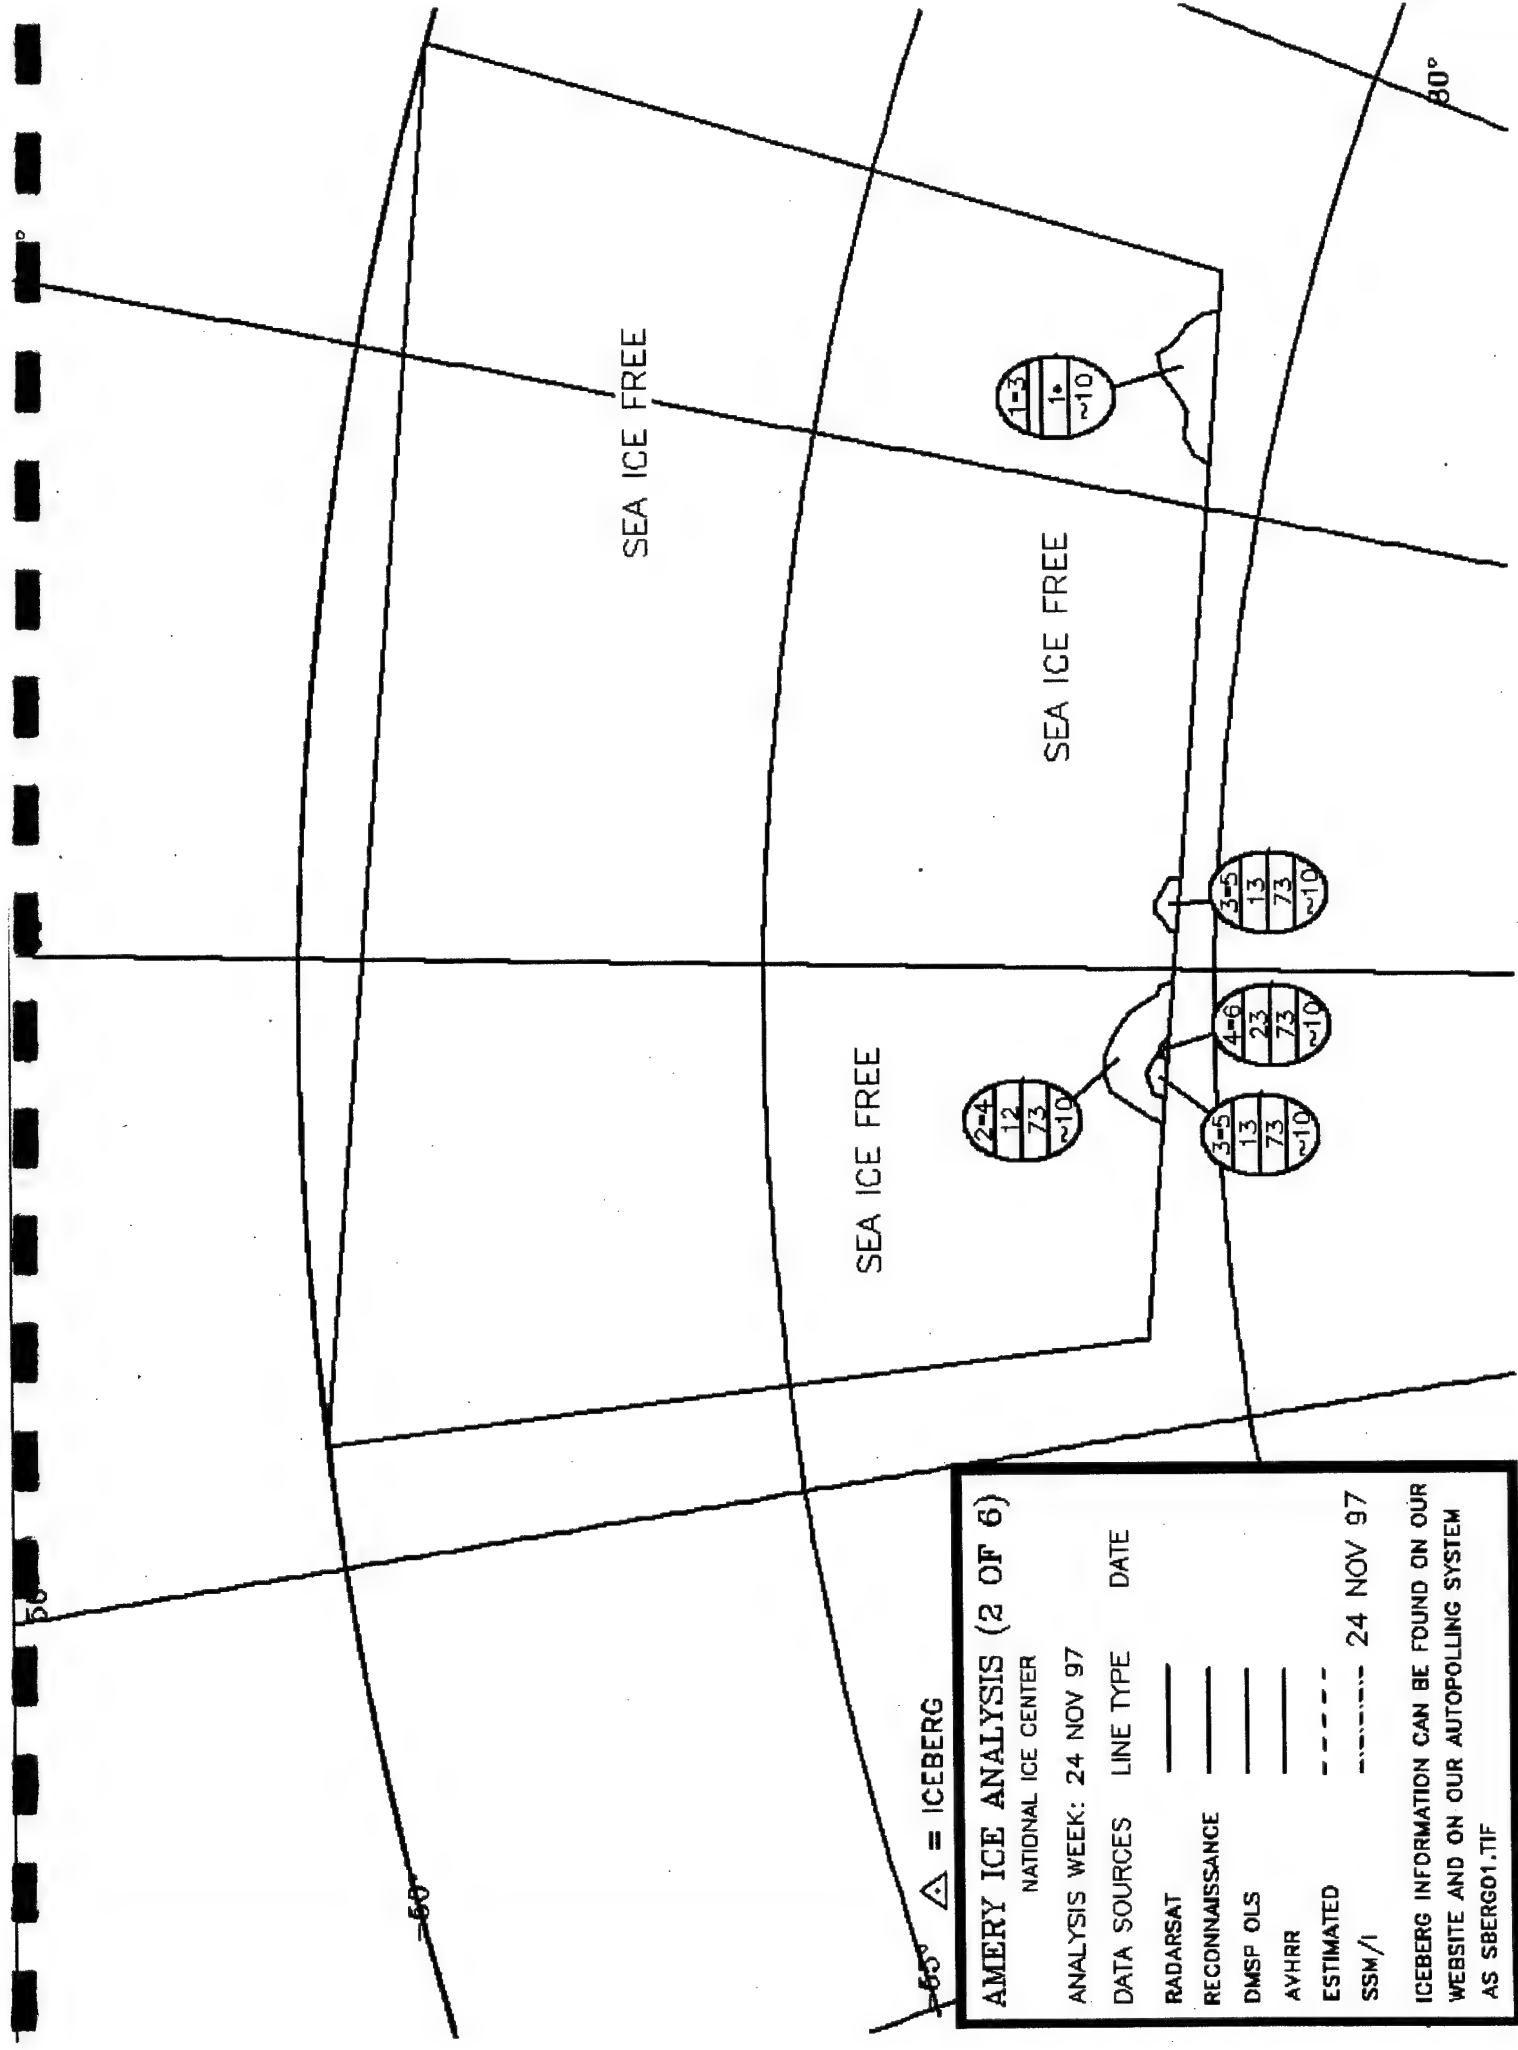 50
80°
-50°
-55°
SEA ICE FREE
SEA ICE FREE
SEA ICE FREE
2-4
12
73
~10
3-5
13
73
~10
4-6
23
73
~10
3-5
13
73
~10
1-3
1•
~10
= ICEBERG
AMERY ICE ANALYSIS (2 OF 6)
NATIONAL ICE CENTER
ANALYSIS WEEK: 24 NOV 97
DATA SOURCES LINE TYPE DATE
RADARSAT
RECONNAISSANCE
DMSP OLS
AVHRR
ESTIMATED
SSM/I 24 NOV 97
ICEBERG INFORMATION CAN BE FOUND ON OUR
WEBSITE AND ON OUR AUTOPOLLING SYSTEM
AS SBERG01.TIF